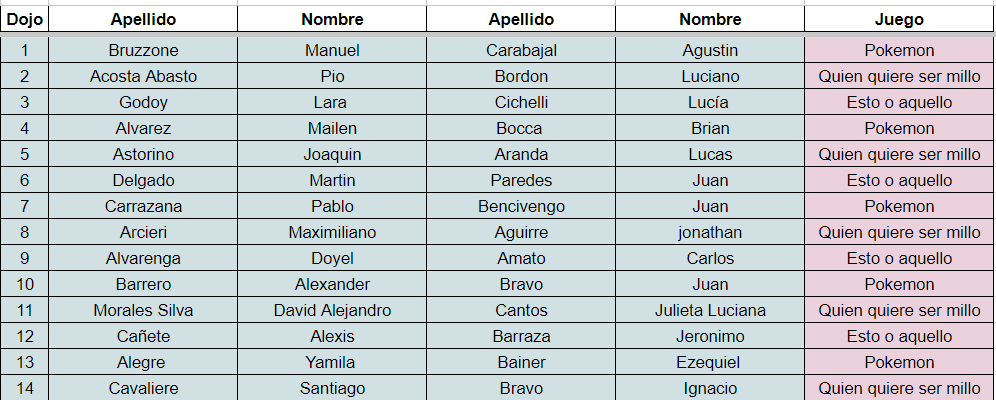 Dojo Apellido Nombre Apellido Nombre Juego
1 Bruzzone Manuel Carabajal Agustin Pokemon
2 Acosta Abasto Pio Bordon Luciano Quien quiere ser millo
3 Godoy Lara Cichelli Lucía Esto o aquello
4 Alvarez Mailen Bocca Brian Pokemon
5 Astorino Joaquin Aranda Lucas Quien quiere ser millo
6 Delgado Martin Paredes Juan Esto o aquello
7 Carrazana Pablo Bencivengo Juan Pokemon
8 Arcieri Maximiliano Aguirre jonathan Quien quiere ser millo
9 Alvarenga Doyel Amato Carlos Esto o aquello
10 Barrero Alexander Bravo Juan Pokemon
11 Morales Silva David Alejandro Cantos Julieta Luciana Quien quiere ser millo
12 Cañete Alexis Barraza Jeronimo Esto o aquello
13 Alegre Yamila Bainer Ezequiel Pokemon
14 Cavaliere Santiago Bravo Ignacio Quien quiere ser millo